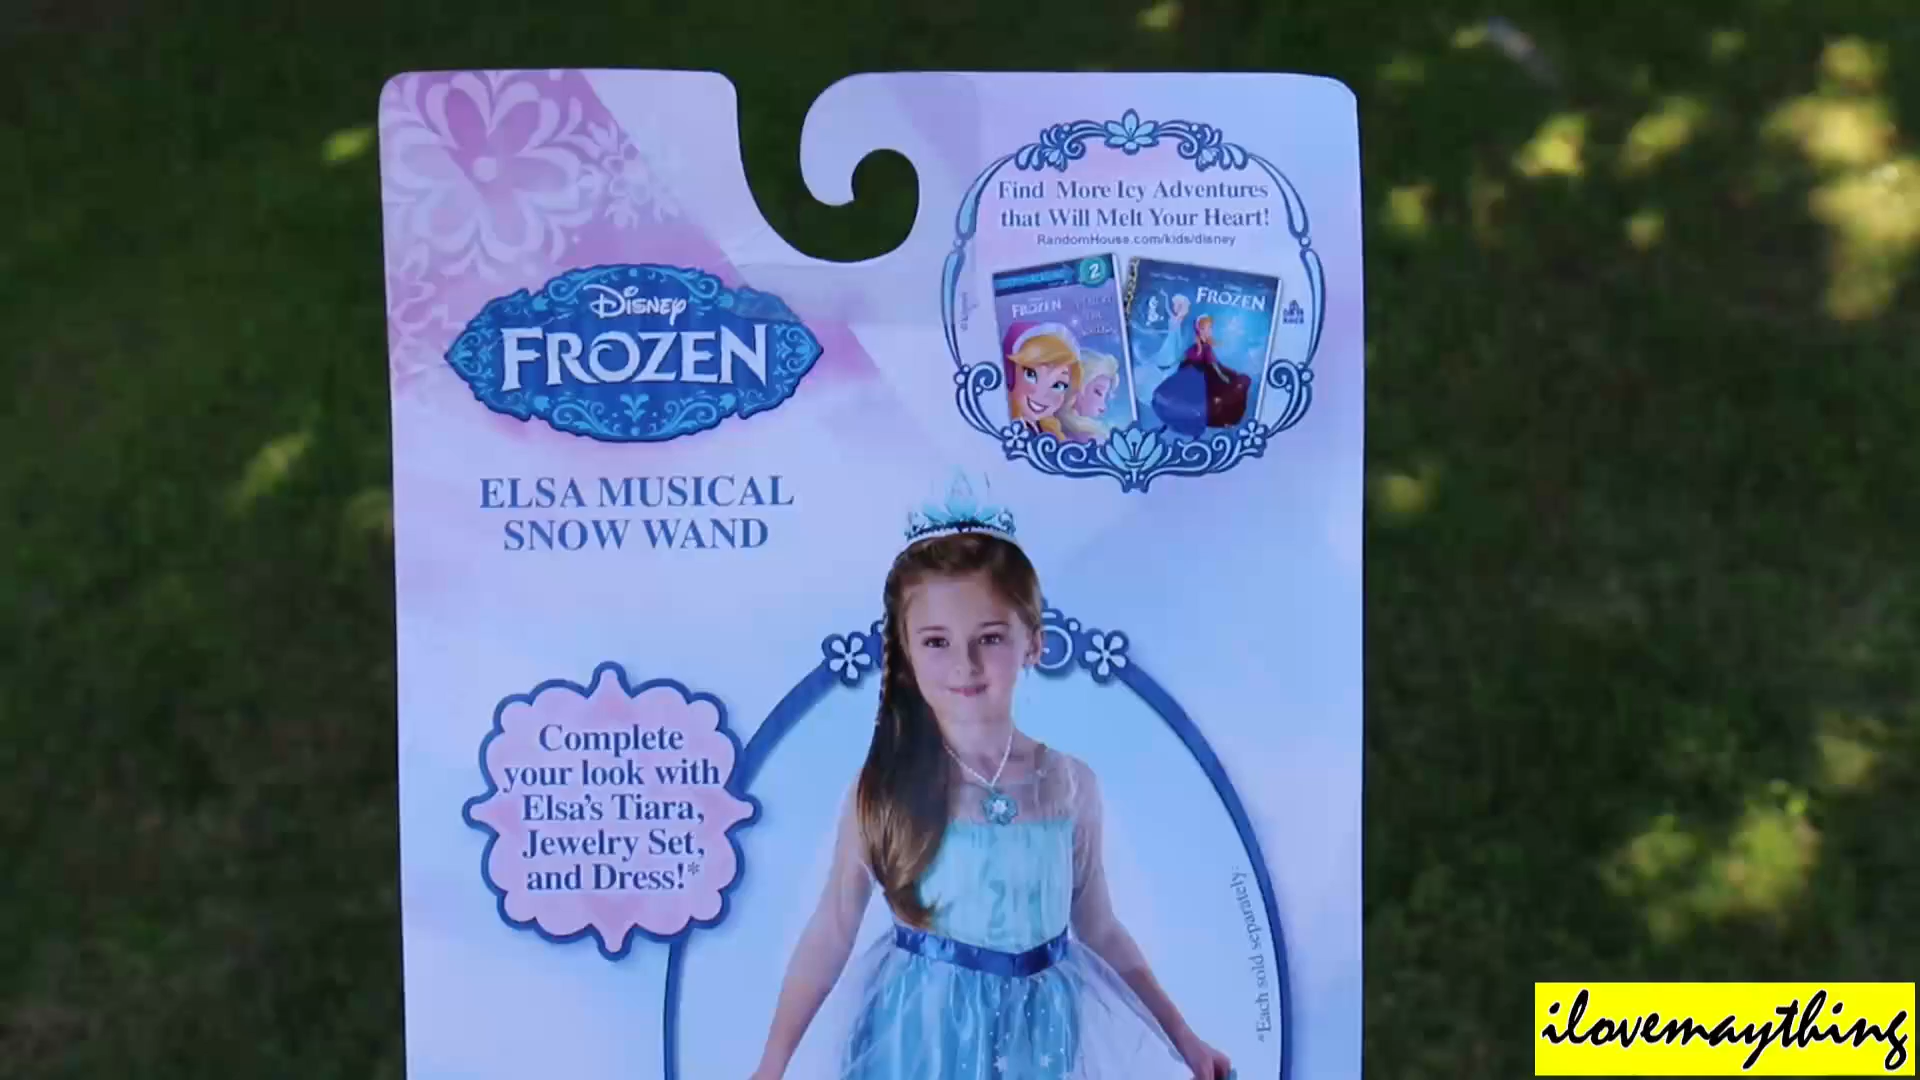 Find More Icy Adventures
that Will Melt Your Heart!
RandomHouse.com/kids/disney
2
FROZEN
FROZEN
DISNEY
FROZEN
ELSA MUSICAL
SNOW WAND
Complete
your look with
Elsa's Tiara,
Jewelry Set,
and Dress!*
*Each sold separately.
ilovemaything